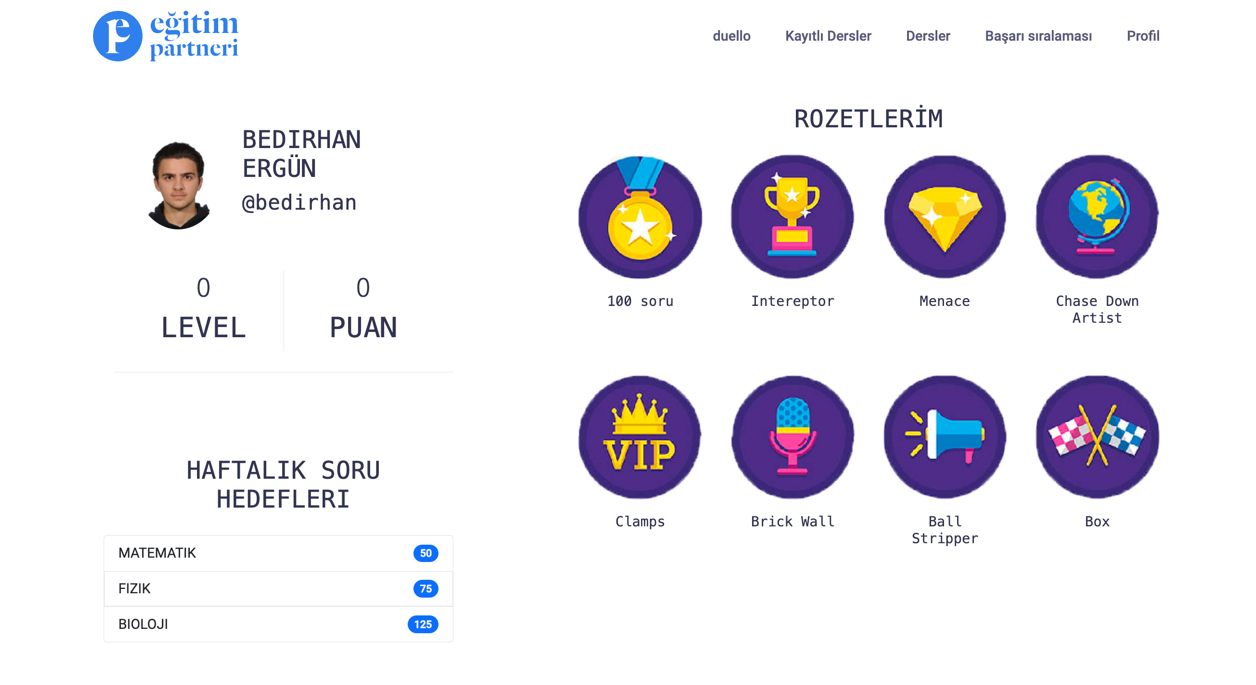 eğitim
partneri
duello
Kayıtlı Dersler
Dersler
Başarı sıralaması
Profil
BEDIRHAN
ERGÜN
@bedirhan
0
LEVEL
0
PUAN
HAFTALIK SORU
HEDEFLERI
MATEMATIK 50
FIZIK 75
BIOLOJI 125
ROZETLERİM
100 soru
Intereptor
Menace
Chase Down
Artist
VIP
Clamps
Brick Wall
Ball
Stripper
Box